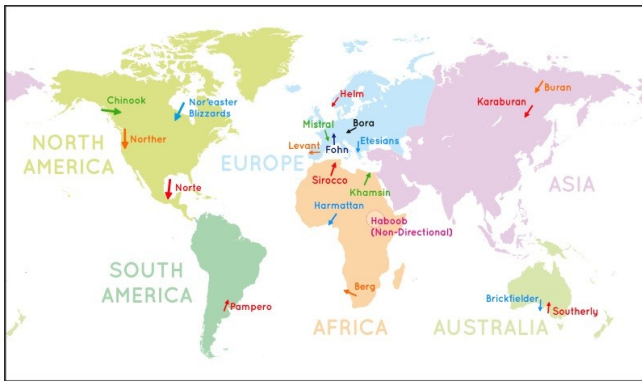 Chinook
Nor'easter
Blizzards
Norther
NORTH
AMERICA
Norte
SOUTH
AMERICA
Pampero
Helm
Mistral
Bora
Levant
Fohn
Etesians
EUROPE
Sirocco
Khamsin
Harmattan
Haboob
(Non-Directional)
Berg
AFRICA
Buran
Karaburan
ASIA
Brickfielder
Southerly
AUSTRALIA